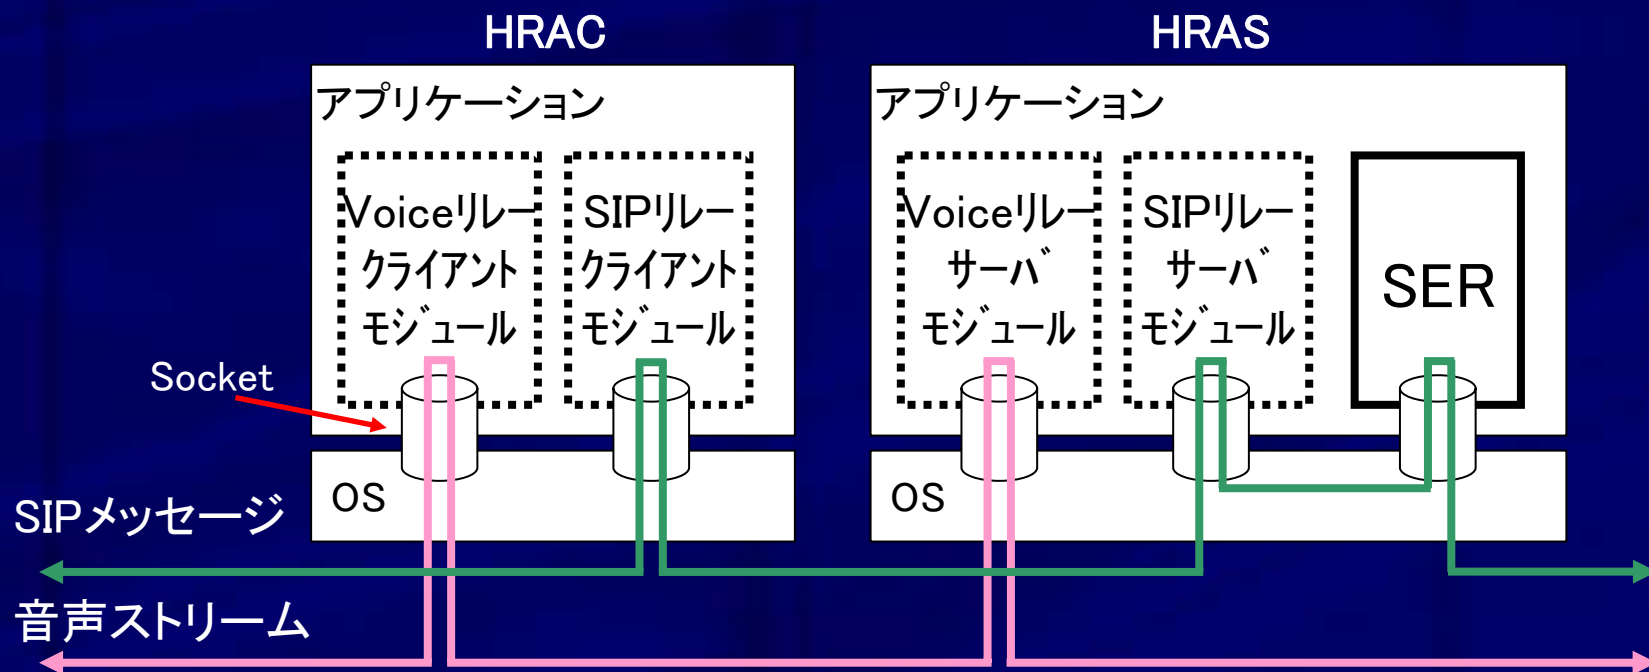 HRAC
HRAS
アプリケーション
Voiceリレー
クライアント
モジュール
SIPリレー
クライアント
モジュール
アプリケーション
Voiceリレー
サーバ
モジュール
SIPリレー
サーバ
モジュール
SER
Socket
OS
OS
SIPメッセージ
音声ストリーム